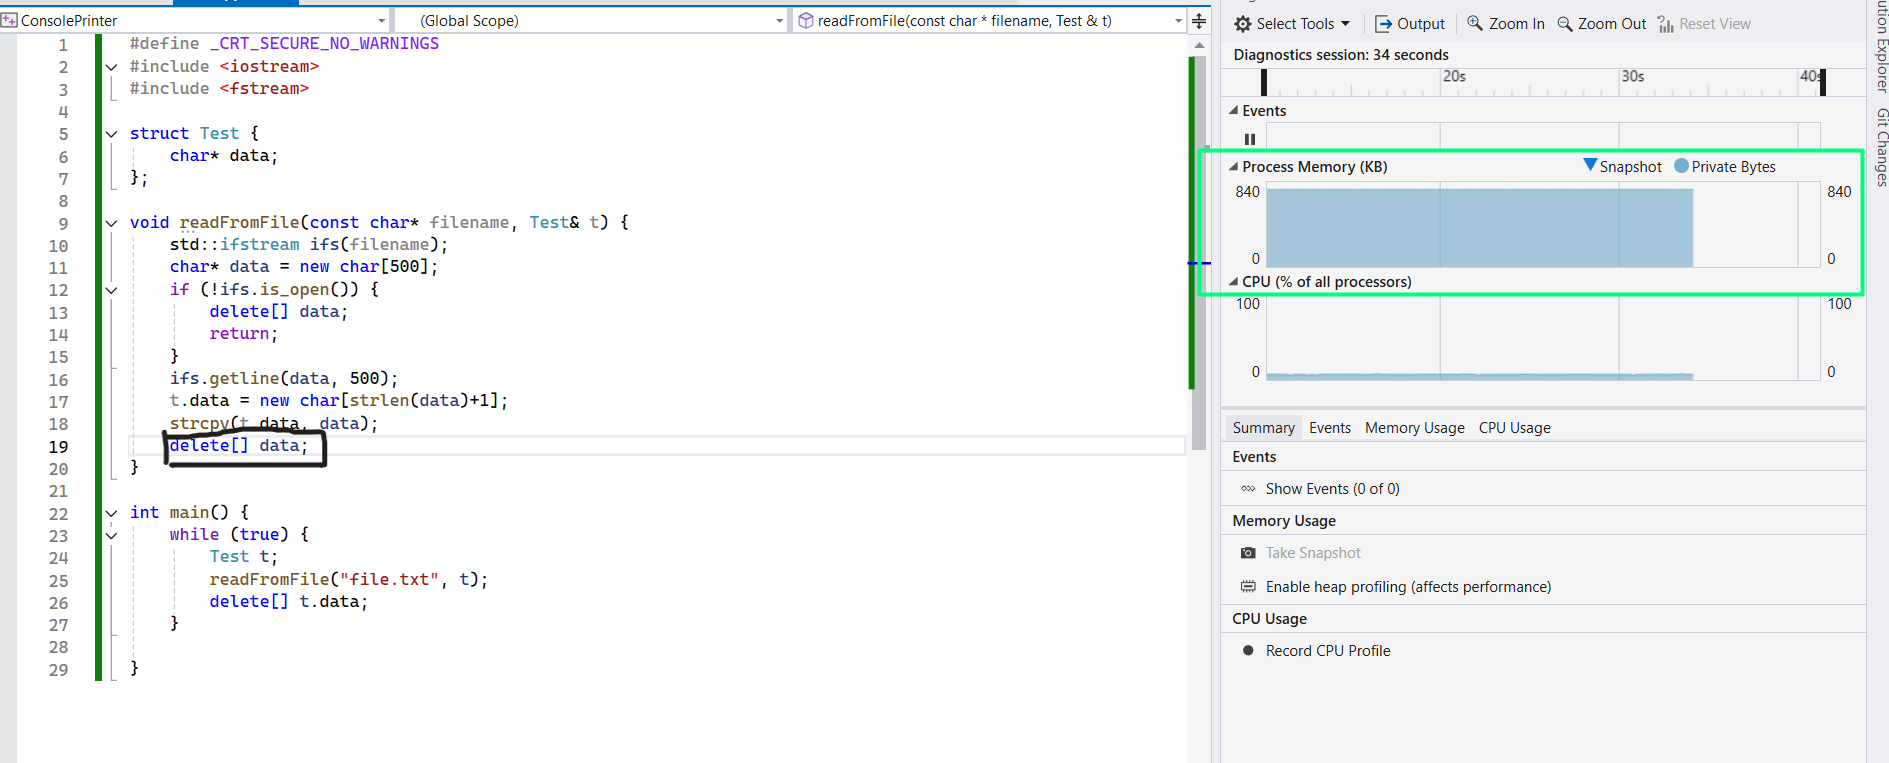 ConsolePrinter (Global Scope) readFromFile(const char * filename, Test & t)
1 #define _CRT_SECURE_NO_WARNINGS
2 #include <iostream>
3 #include <fstream>
4
5 struct Test {
6 char* data;
7 };
8
9 void readFromFile(const char* filename, Test& t) {
10 std::ifstream ifs(filename);
11 char* data = new char[500];
12 if (!ifs.is_open()) {
13 delete[] data;
14 return;
15 }
16 ifs.getline(data, 500);
17 t.data = new char[strlen(data)+1];
18 strcpy(t.data, data);
19 delete[] data;
20 }
21
22 int main() {
23 while (true) {
24 Test t;
25 readFromFile("file.txt", t);
26 delete[] t.data;
27 }
28
29 }
Select Tools Output Zoom In Zoom Out Reset View
Diagnostics session: 34 seconds
20s 30s 40s
Events
Process Memory (KB) Snapshot Private Bytes
840 840
0 0
CPU (% of all processors)
100 100
0 0
Summary Events Memory Usage CPU Usage
Events
Show Events (0 of 0)
Memory Usage
Take Snapshot
Enable heap profiling (affects performance)
CPU Usage
Record CPU Profile
Explorer
Git Changes